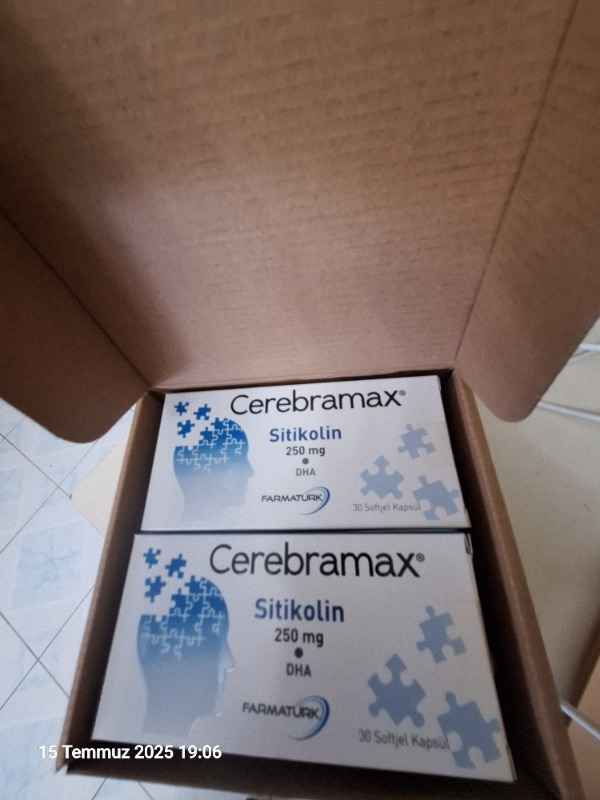 Cerebramax®
Sitikolin
250 mg
DHA
FARMATÜRK
30 Softjel Kapsül
Cerebramax®
Sitikolin
250 mg
DHA
FARMATÜRK
30 Softjel Kapsül
15 Temmuz 2025 19:06